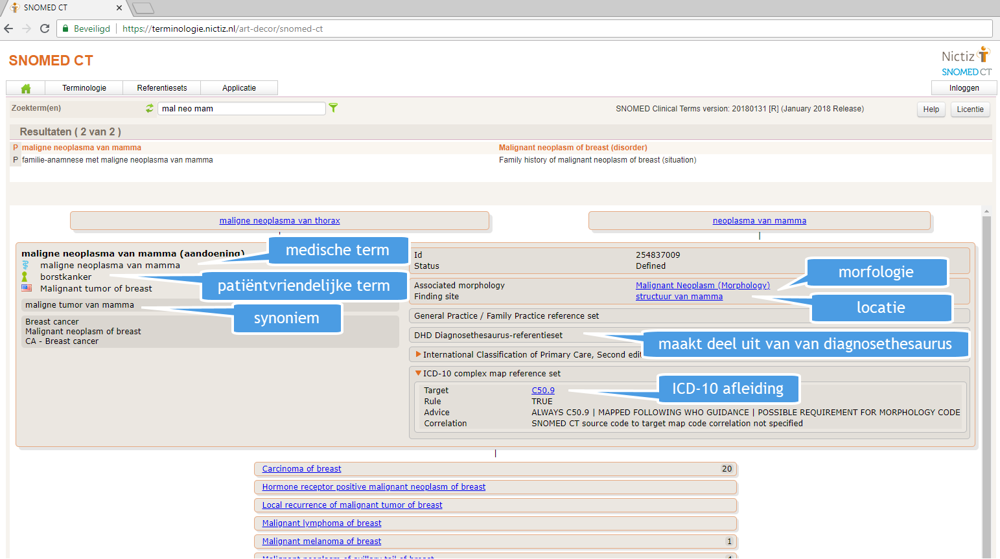 SNOMED CT
Beveiligd | https://terminologie.nictiz.nl/art-decor/snomed-ct
SNOMED CT
Nictiz
SNOMED CT
Terminologie Referentiesets Applicatie
Inloggen
Zoekterm(en) mal neo mam SNOMED Clinical Terms version: 20180131 [R] (January 2018 Release) Help Licentie
Resultaten ( 2 van 2 )
P maligne neoplasma van mamma Malignant neoplasm of breast (disorder)
P familie-anamnese met maligne neoplasma van mamma Family history of malignant neoplasm of breast (situation)
maligne neoplasma van thorax neoplasma van mamma
maligne neoplasma van mamma (aandoening)
medische term
maligne neoplasma van mamma
borstkanker
patiëntvriendelijke term
Malignant tumor of breast
maligne tumor van mamma
synoniem
Breast cancer
Malignant neoplasm of breast
CA - Breast cancer
Id 254837009
Status Defined
morfologie
Associated morphology Malignant Neoplasm (Morphology)
Finding site structuur van mamma
locatie
General Practice / Family Practice reference set
DHD Diagnosethesaurus-referentieset
maakt deel uit van van diagnosethesaurus
International Classification of Primary Care, Second edit
ICD-10 complex map reference set
Target C50.9
ICD-10 afleiding
Rule TRUE
Advice ALWAYS C50.9 | MAPPED FOLLOWING WHO GUIDANCE | POSSIBLE REQUIREMENT FOR MORPHOLOGY CODE
Correlation SNOMED CT source code to target map code correlation not specified
Carcinoma of breast 20
Hormone receptor positive malignant neoplasm of breast
Local recurrence of malignant tumor of breast
Malignant lymphoma of breast
Malignant melanoma of breast 1
Malignant neoplasm of axillary tail of breast